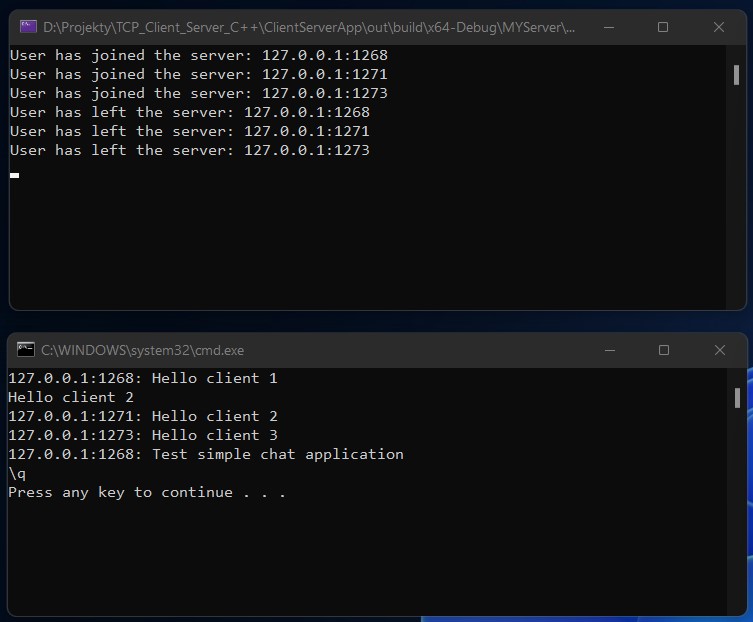 D:\Projekty\TCP_Client_Server_C++\ClientServerApp\out\build\x64-Debug\MYServer\...
User has joined the server: 127.0.0.1:1268
User has joined the server: 127.0.0.1:1271
User has joined the server: 127.0.0.1:1273
User has left the server: 127.0.0.1:1268
User has left the server: 127.0.0.1:1271
User has left the server: 127.0.0.1:1273
C:\WINDOWS\system32\cmd.exe
127.0.0.1:1268: Hello client 1
Hello client 2
127.0.0.1:1271: Hello client 2
127.0.0.1:1273: Hello client 3
127.0.0.1:1268: Test simple chat application
\q
Press any key to continue . . .